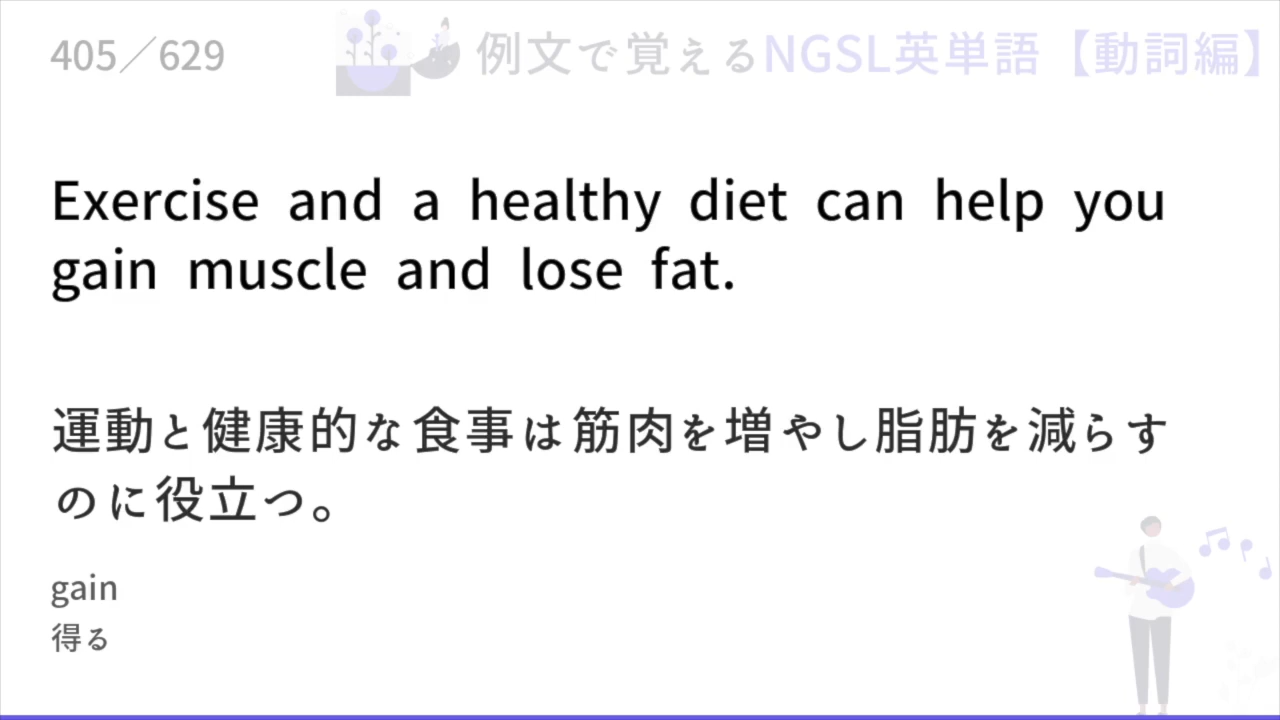 405／629
例文で覚えるNGSL英単語【動詞編】
Exercise and a healthy diet can help you
gain muscle and lose fat.
運動と健康的な食事は筋肉を増やし脂肪を減らす
のに役立つ。
gain
得る